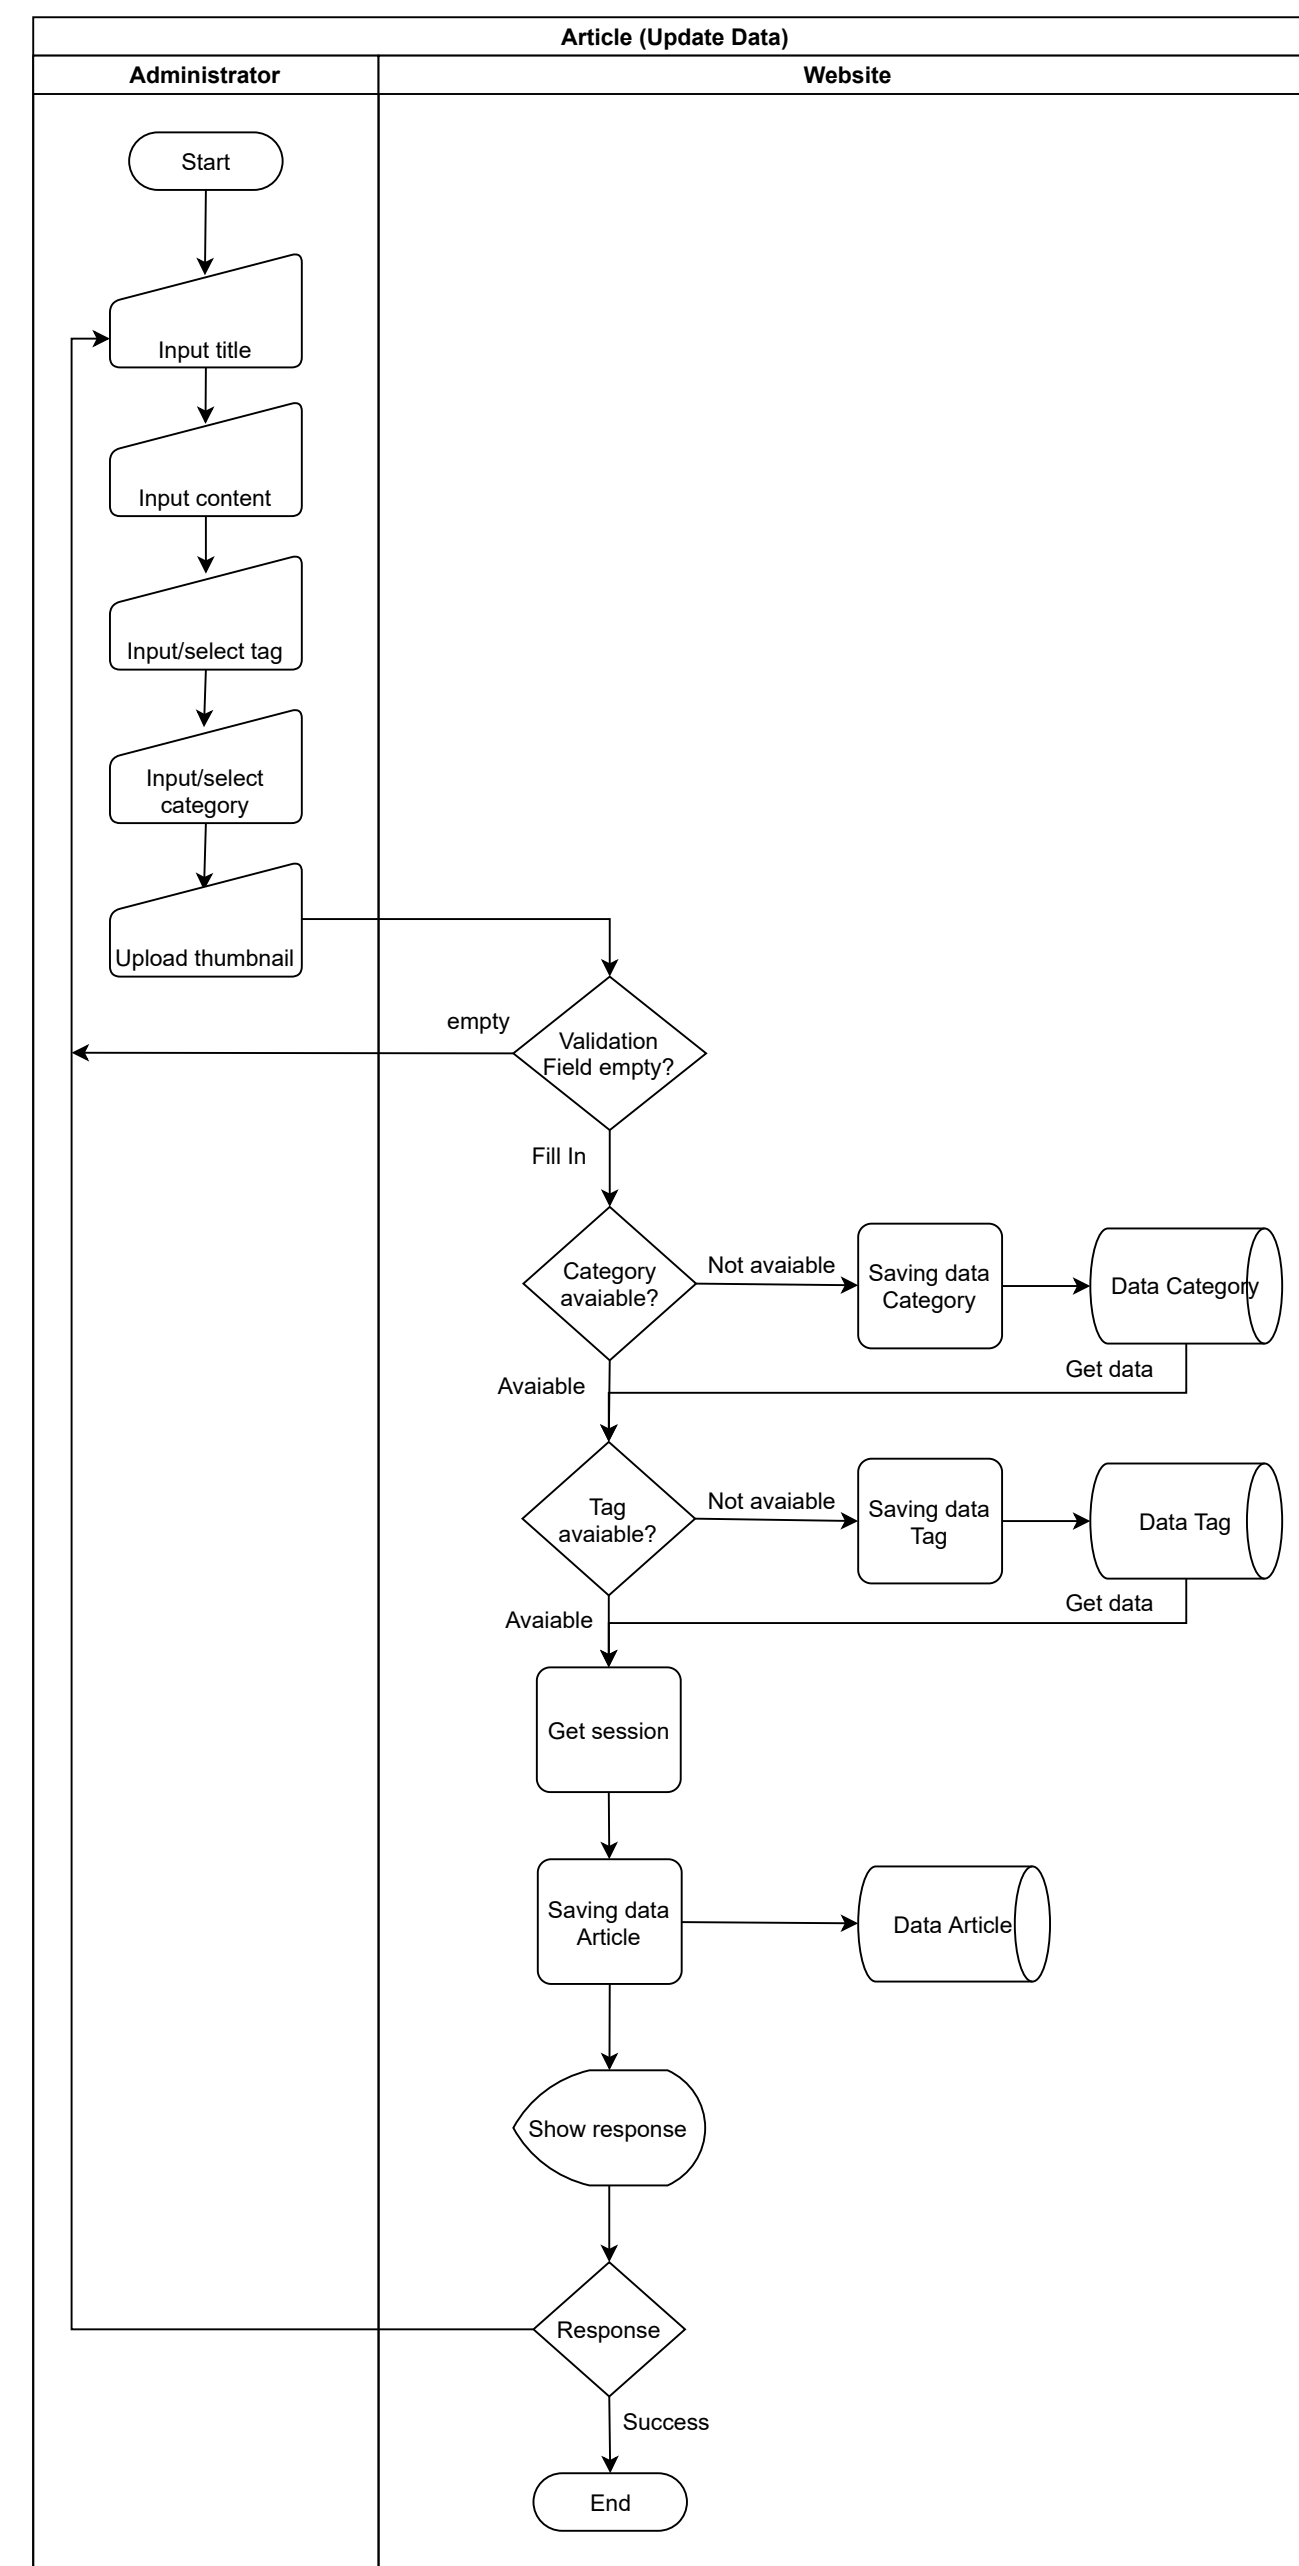 Article (Update Data)
Administrator
Website
Start
Input title
Input content
Input/select tag
Input/select
category
Upload thumbnail
empty
Validation
Field empty?
Fill In
Category
avaiable?
Not avaiable
Saving data
Category
Data Category
Avaiable
Get data
Tag
avaiable?
Not avaiable
Saving data
Tag
Data Tag
Avaiable
Get data
Get session
Saving data
Article
Data Article
Show response
Response
Success
End